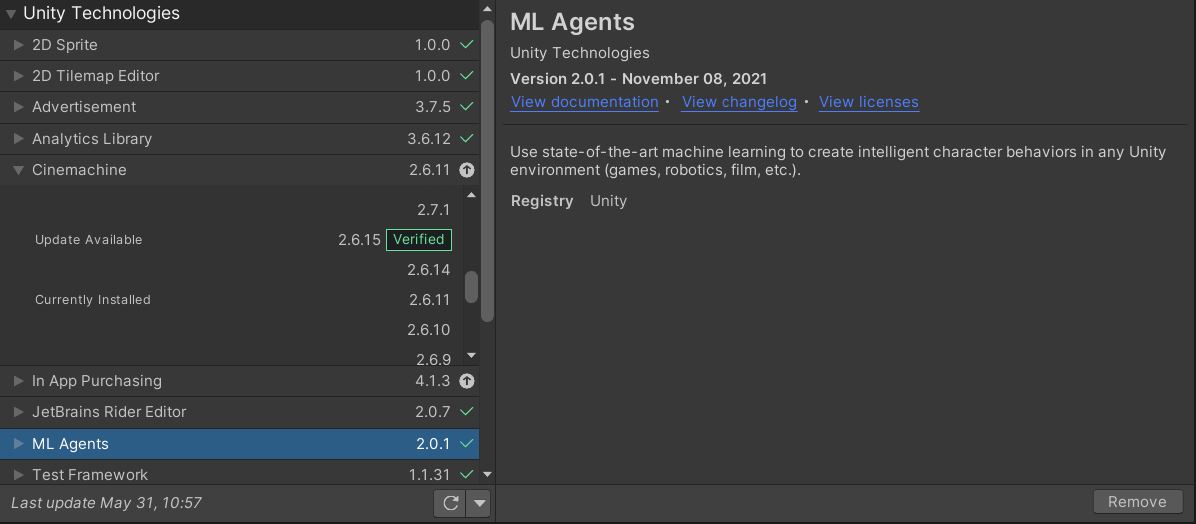 Unity Technologies
2D Sprite 1.0.0
2D Tilemap Editor 1.0.0
Advertisement 3.7.5
Analytics Library 3.6.12
Cinemachine 2.6.11
2.7.1
Update Available 2.6.15 Verified
2.6.14
Currently Installed 2.6.11
2.6.10
2.6.9
In App Purchasing 4.1.3
JetBrains Rider Editor 2.0.7
ML Agents 2.0.1
Test Framework 1.1.31
Last update May 31, 10:57
ML Agents
Unity Technologies
Version 2.0.1 - November 08, 2021
View documentation • View changelog • View licenses
Use state-of-the-art machine learning to create intelligent character behaviors in any Unity
environment (games, robotics, film, etc.).
Registry Unity
Remove